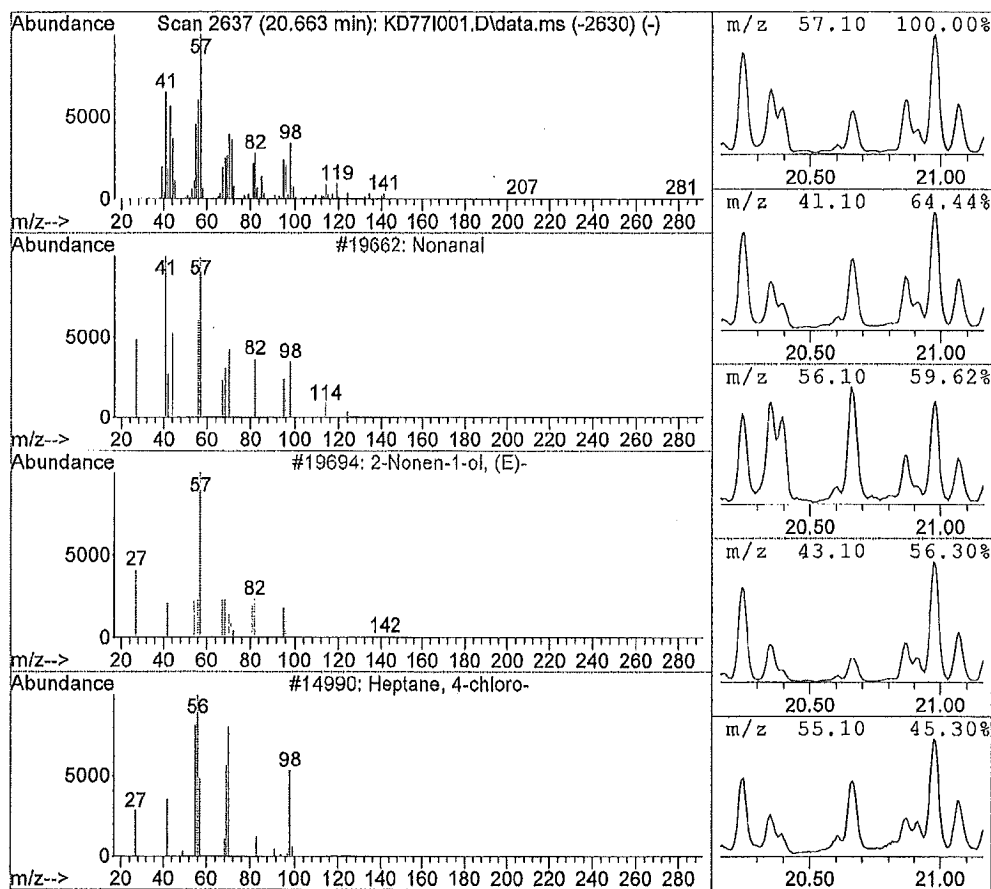 Abundance Scan 2637 (20.663 min): KD77I001.D\data.ms (-2630) (-)
57
41
5000
82 98
119 141 207 281
0
m/z--> 20 40 60 80 100 120 140 160 180 200 220 240 260 280
Abundance #19662: Nonanal
41 57
5000
82 98
114
0
m/z--> 20 40 60 80 100 120 140 160 180 200 220 240 260 280
Abundance #19694: 2-Nonen-1-ol, (E)-
57
5000
27
82
142
0
m/z--> 20 40 60 80 100 120 140 160 180 200 220 240 260 280
Abundance #14990: Heptane, 4-chloro-
56
5000
98
27
0
m/z--> 20 40 60 80 100 120 140 160 180 200 220 240 260 280
m/z 57.10 100.00%
20.50 21.00
m/z 41.10 64.44%
20.50 21.00
m/z 56.10 59.62%
20.50 21.00
m/z 43.10 56.30%
20.50 21.00
m/z 55.10 45.30%
20.50 21.00